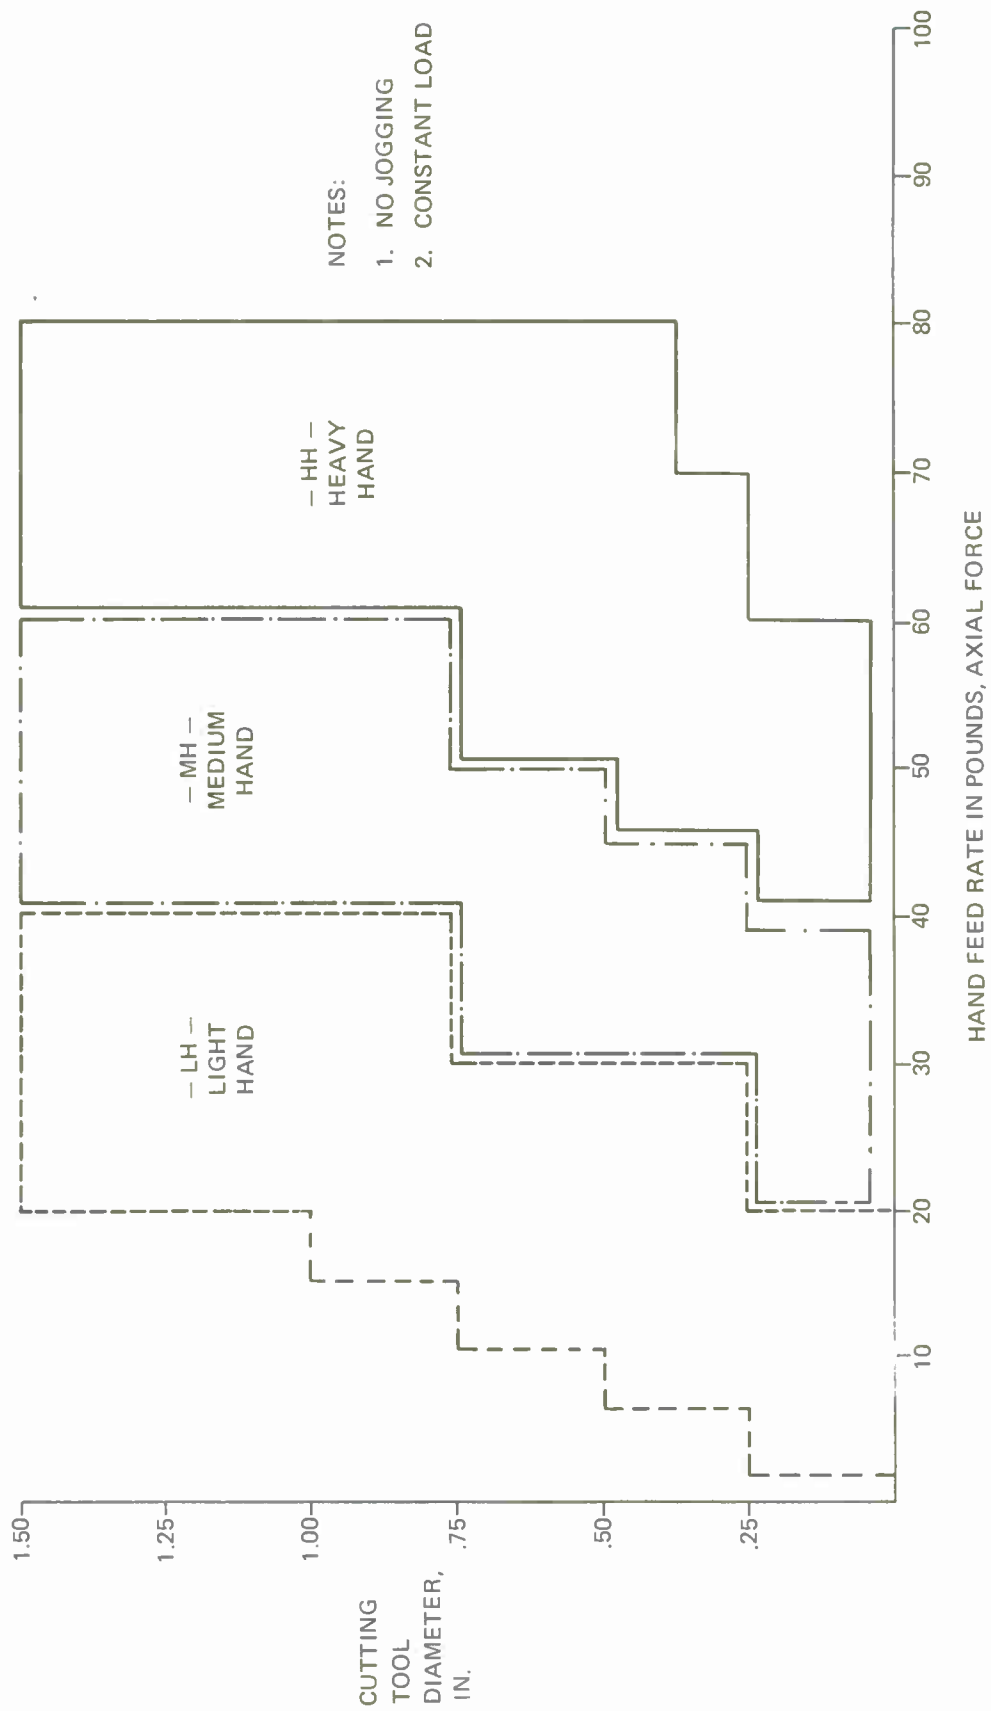 NOTES:
1. NO JOGGING
2. CONSTANT LOAD
— HH —
HEAVY
HAND
— MH —
MEDIUM
HAND
— LH —
LIGHT
HAND
CUTTING
TOOL
DIAMETER,
IN.
1.50
1.25
1.00
.75
.50
.25
10
20
30
40
50
60
70
80
90
100
HAND FEED RATE IN POUNDS, AXIAL FORCE